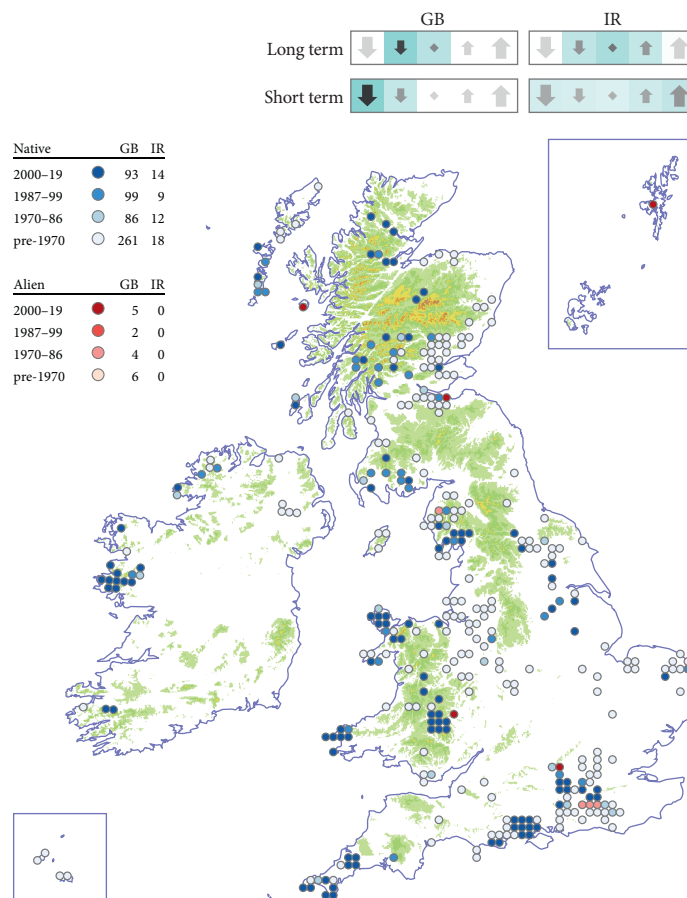 GB IR
Long term
Short term
Native GB IR
2000–19 93 14
1987–99 99 9
1970–86 86 12
pre-1970 261 18
Alien GB IR
2000–19 5 0
1987–99 2 0
1970–86 4 0
pre-1970 6 0